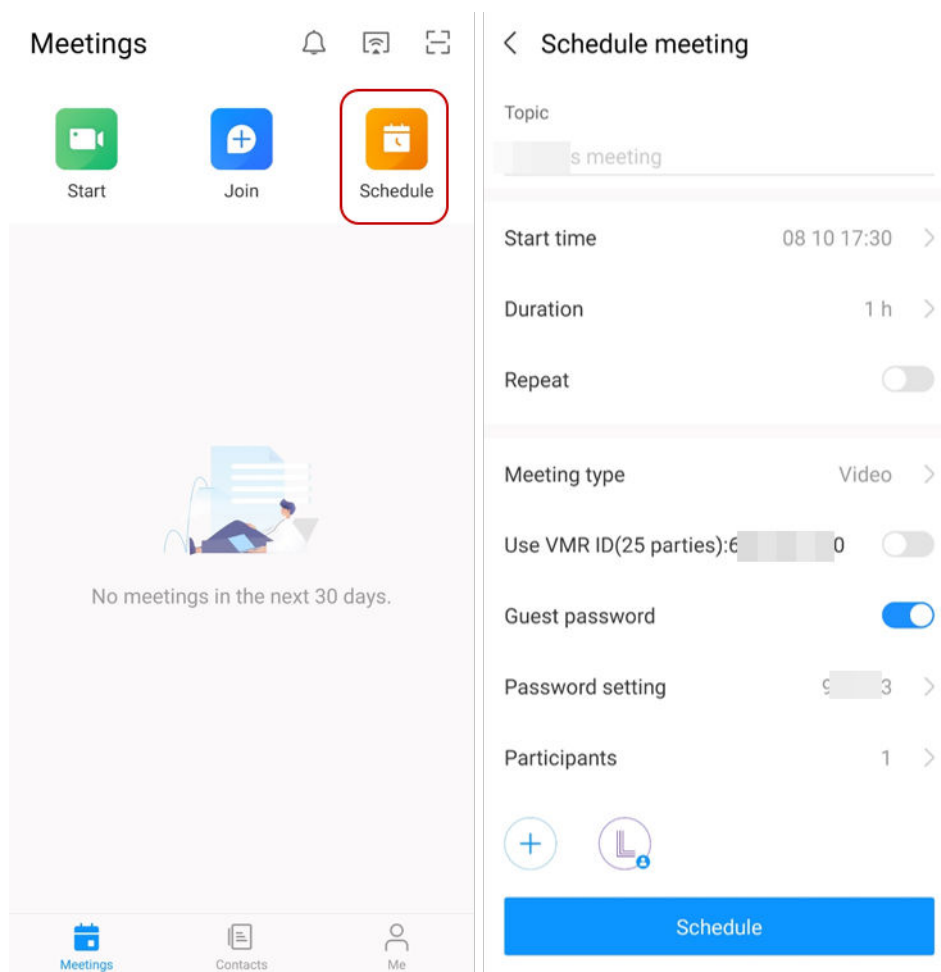 Meetings
Start
Join
Schedule
No meetings in the next 30 days.
Meetings
Contacts
Me
Schedule meeting
Topic
s meeting
Start time 08 10 17:30
Duration 1 h
Repeat
Meeting type Video
Use VMR ID(25 parties):6 0
Guest password
Password setting 9 3
Participants 1
L
Schedule